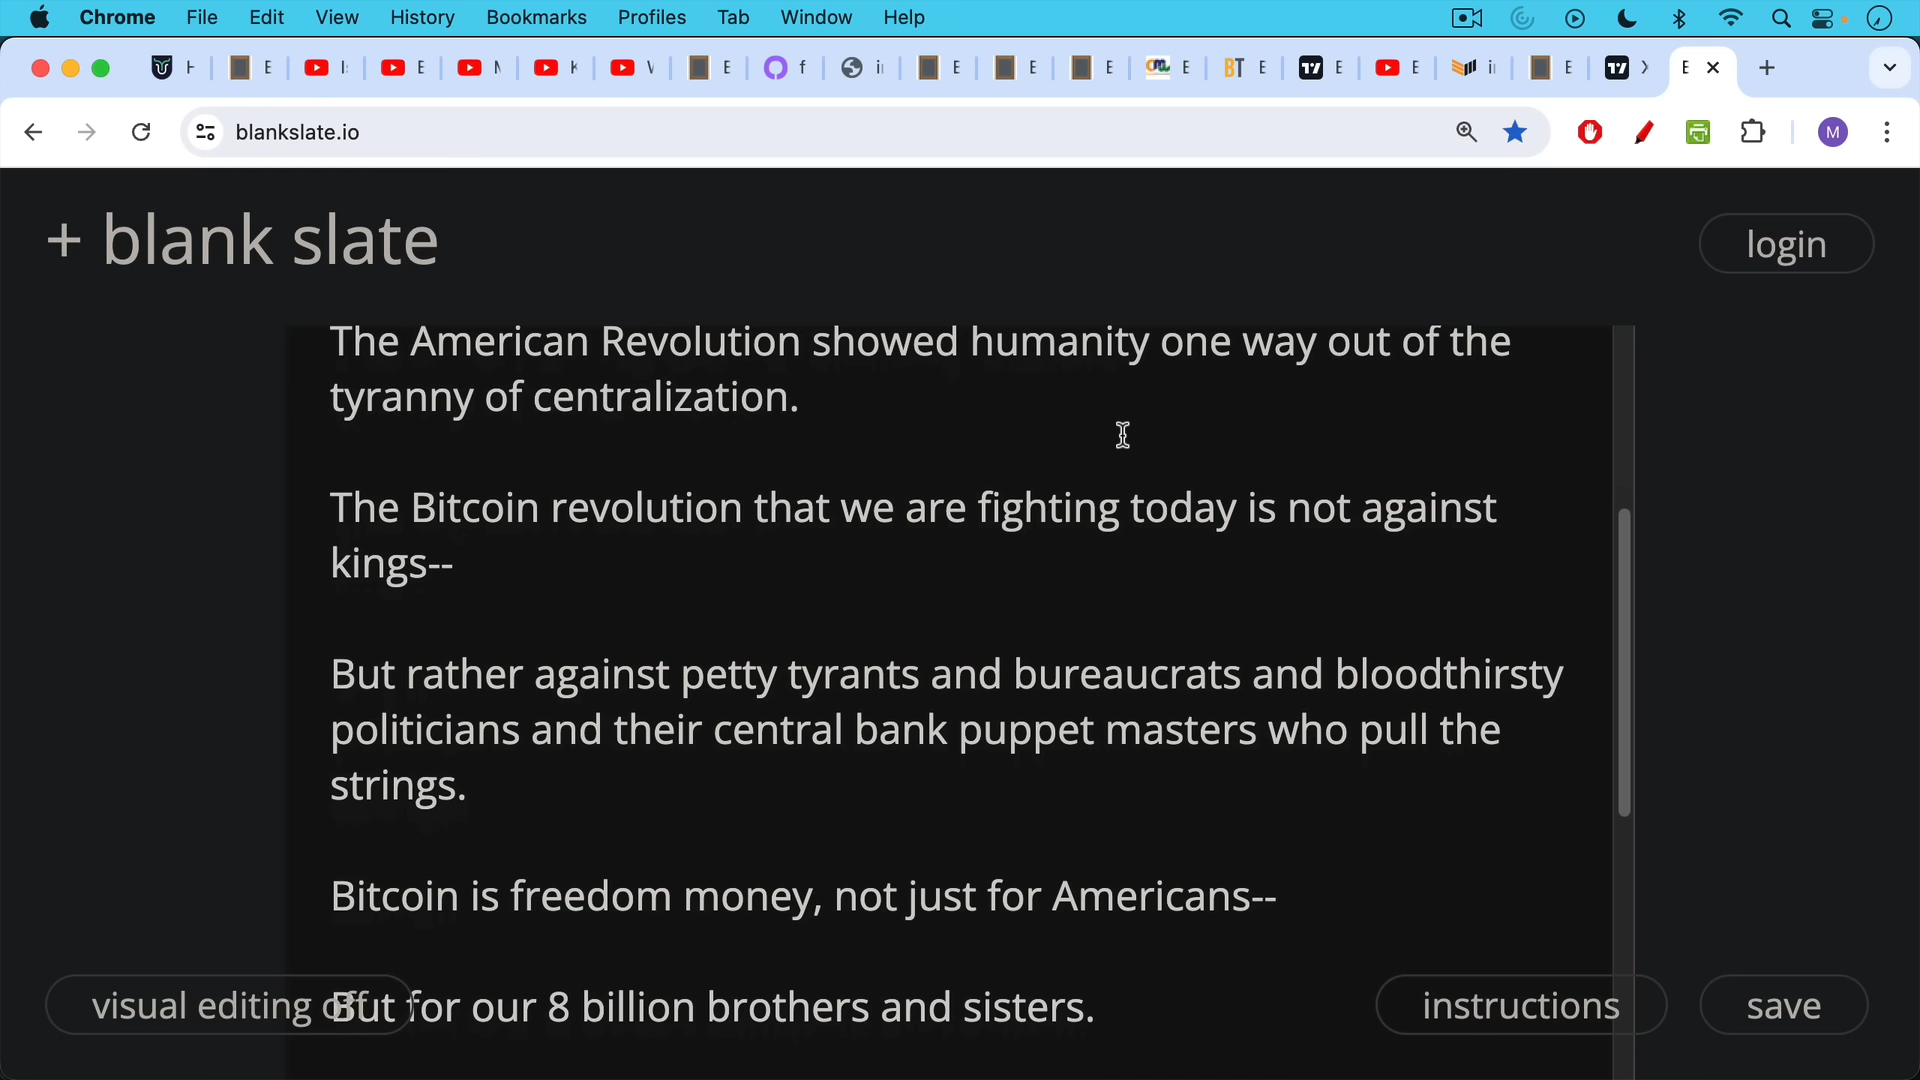 Chrome File Edit View History Bookmarks Profiles Tab Window Help
blankslate.io
M
+ blank slate
login
The American Revolution showed humanity one way out of the
tyranny of centralization.
The Bitcoin revolution that we are fighting today is not against
kings--
But rather against petty tyrants and bureaucrats and bloodthirsty
politicians and their central bank puppet masters who pull the
strings.
Bitcoin is freedom money, not just for Americans--
But for our 8 billion brothers and sisters.
visual editing off
instructions
save